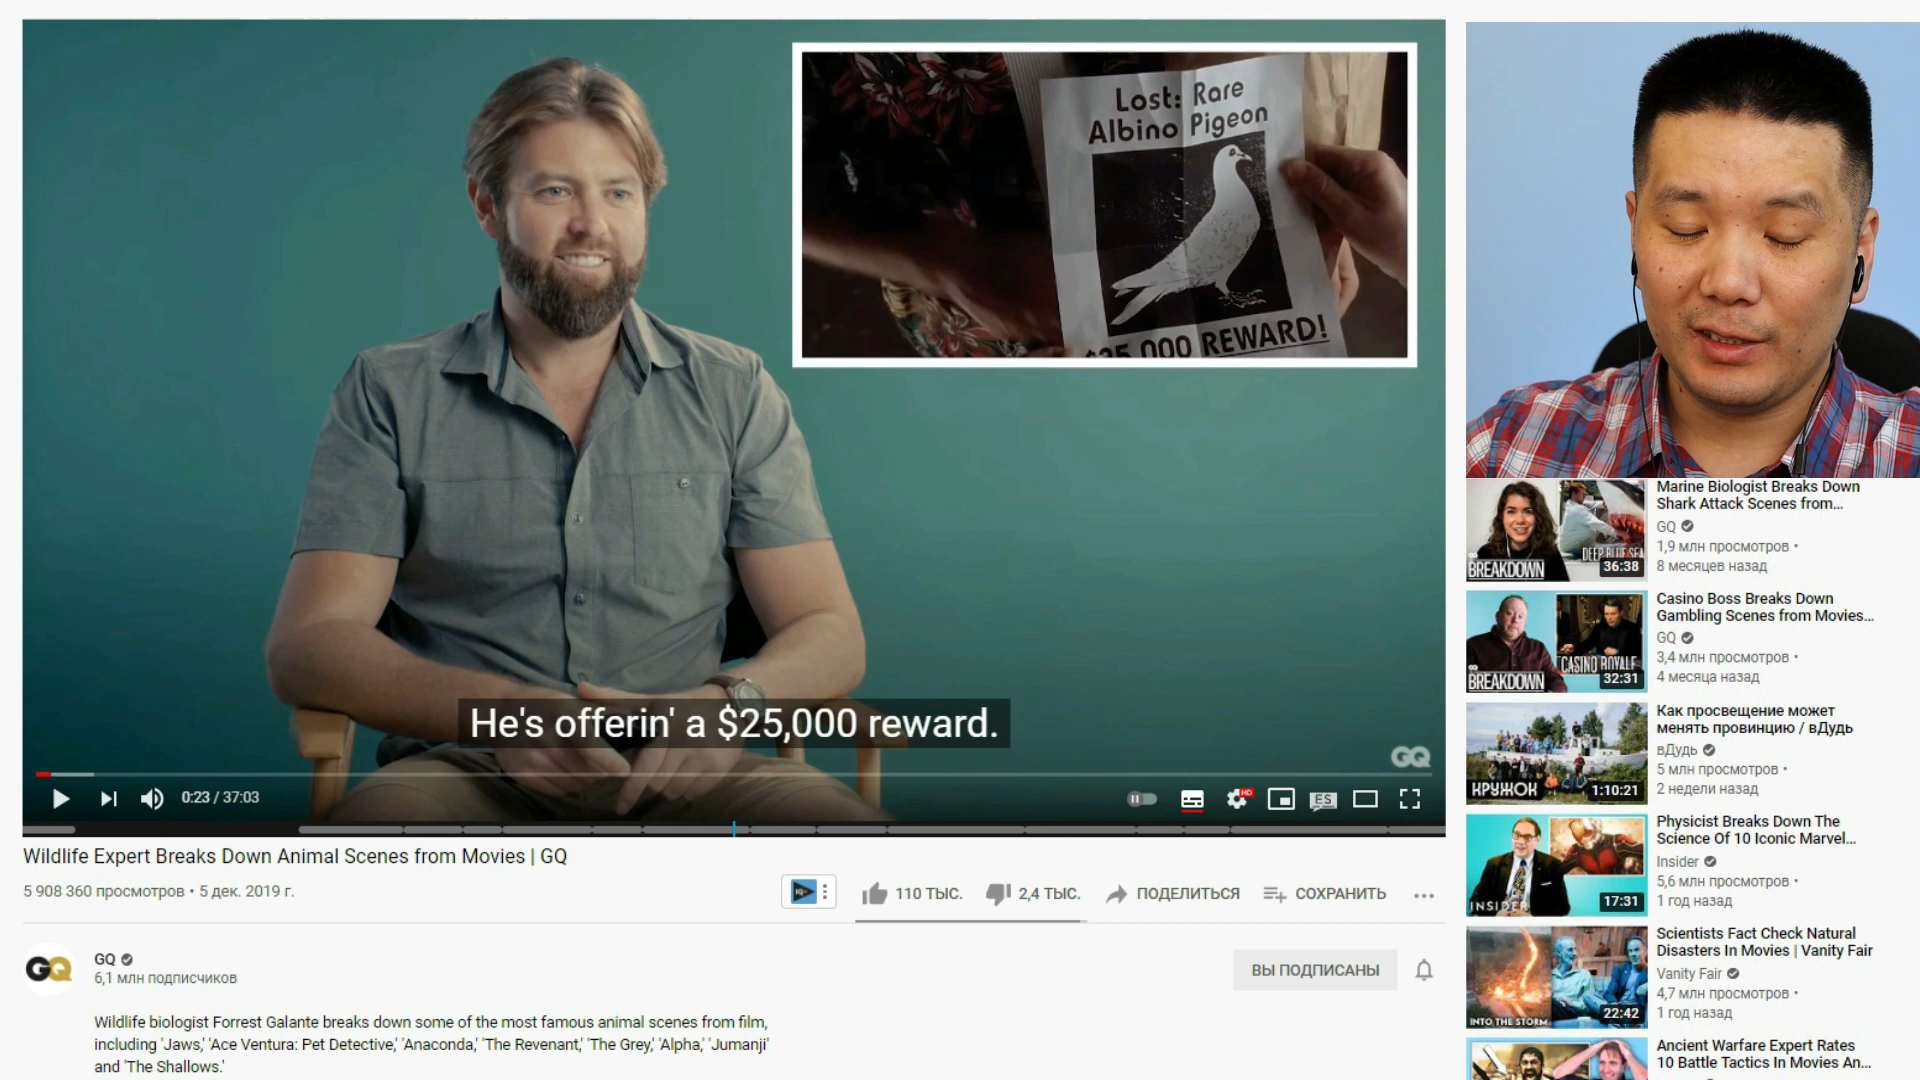 Lost: Rare
Albino Pigeon
$25,000 REWARD!
He's offerin' a $25,000 reward.
GQ
0:23 / 37:03
HD
ES
Wildlife Expert Breaks Down Animal Scenes from Movies | GQ
5 908 360 просмотров • 5 дек. 2019 г.
110 ТЫС.
2,4 ТЫС.
ПОДЕЛИТЬСЯ
СОХРАНИТЬ
GQ
GQ
6,1 млн подписчиков
ВЫ ПОДПИСАНЫ
Wildlife biologist Forrest Galante breaks down some of the most famous animal scenes from film,
including 'Jaws,' 'Ace Ventura: Pet Detective,' 'Anaconda,' 'The Revenant,' 'The Grey,' 'Alpha,' 'Jumanji'
and 'The Shallows.'
DEEP BLUE SEA
BREAKDOWN
36:38
Marine Biologist Breaks Down
Shark Attack Scenes from...
GQ
1,9 млн просмотров •
8 месяцев назад
CASINO ROYALE
BREAKDOWN
32:31
Casino Boss Breaks Down
Gambling Scenes from Movies...
GQ
3,4 млн просмотров •
4 месяца назад
КРУЖОК
1:10:21
Как просвещение может
менять провинцию / вДудь
вДудь
5 млн просмотров •
2 недели назад
INSIDER
17:31
Physicist Breaks Down The
Science Of 10 Iconic Marvel...
Insider
5,6 млн просмотров •
1 год назад
INTO THE STORM
22:42
Scientists Fact Check Natural
Disasters In Movies | Vanity Fair
Vanity Fair
4,7 млн просмотров •
1 год назад
Ancient Warfare Expert Rates
10 Battle Tactics In Movies An...